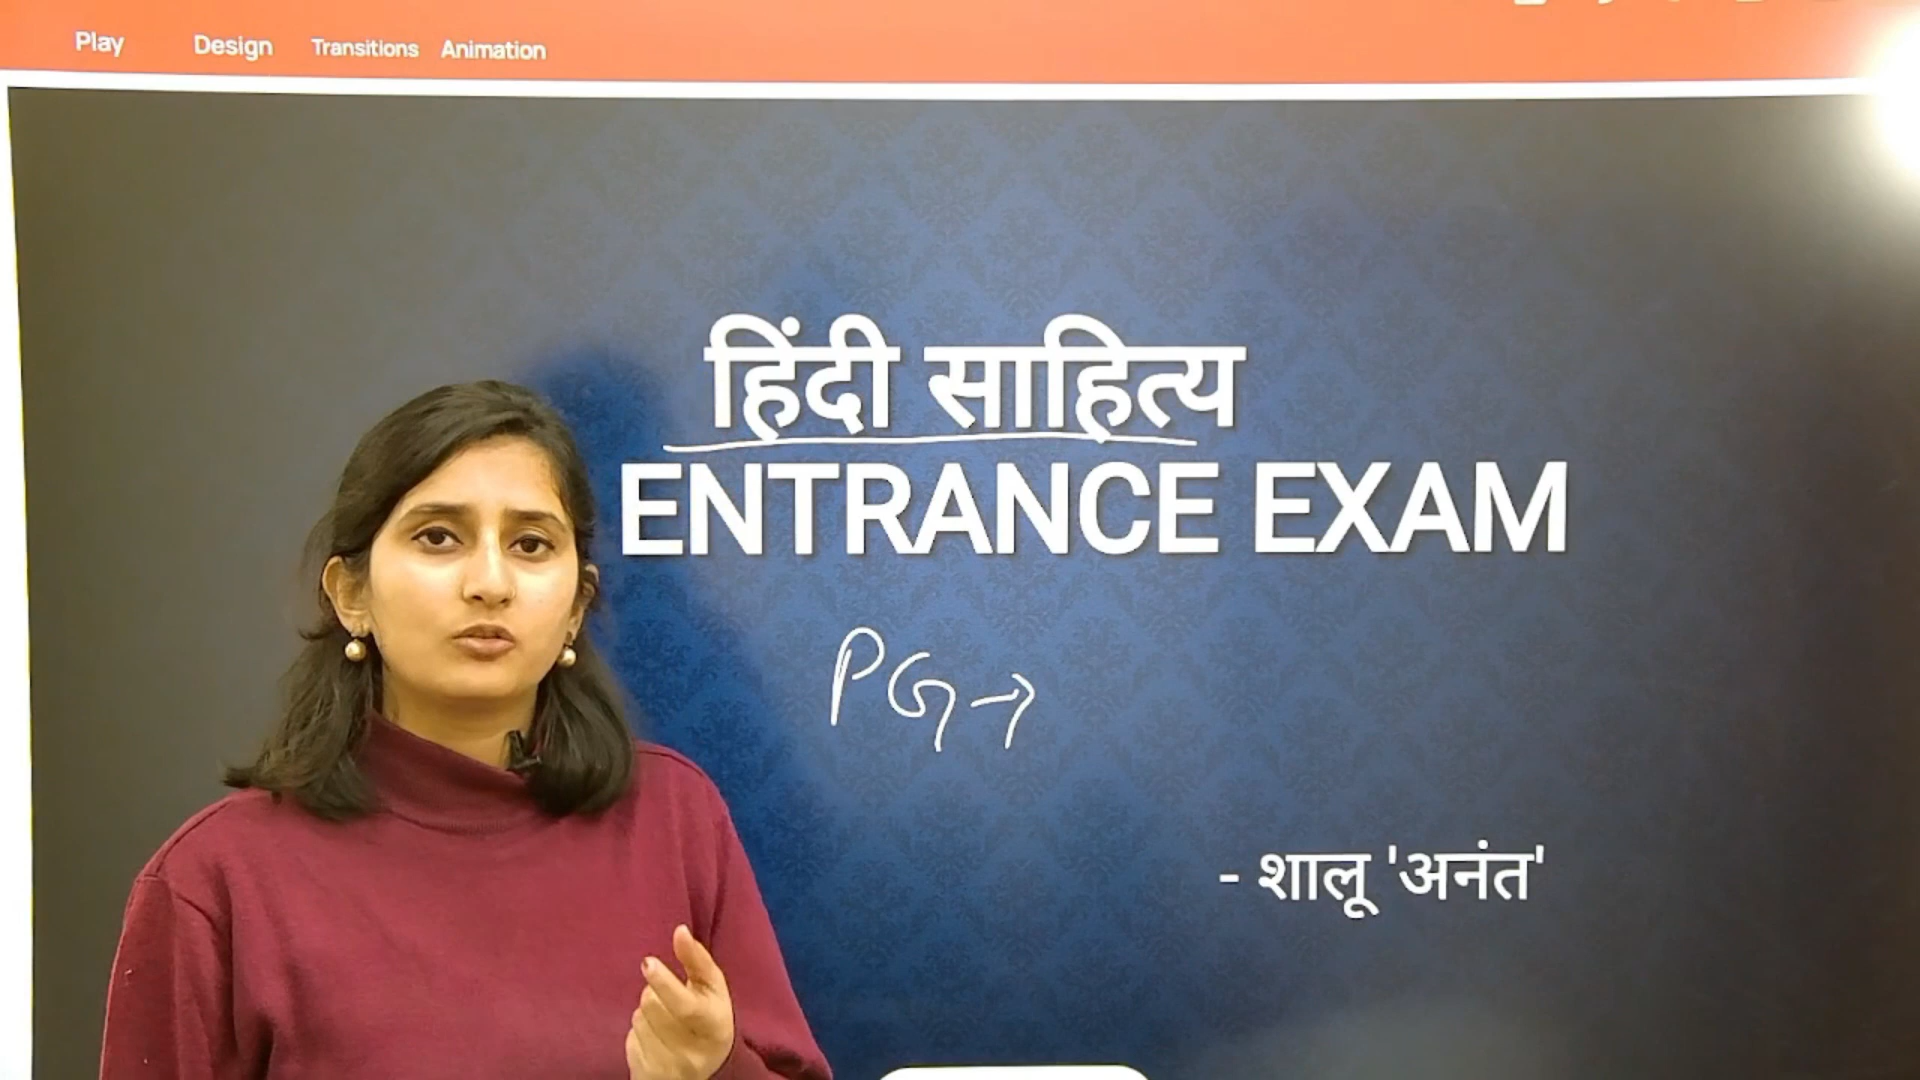 Play Design Transitions Animation
हिंदी साहित्य
ENTRANCE EXAM
PG →
- शालू 'अनंत'